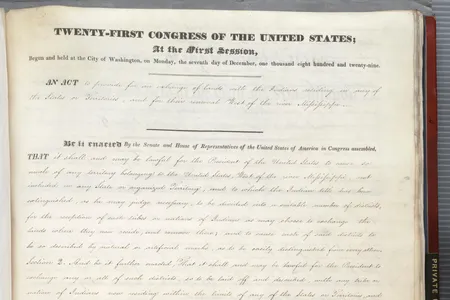 TWENTY-FIRST CONGRESS OF THE UNITED STATES;
At the First Session,
Begun and held at the City of Washington, on Monday, the seventh day of December, one thousand eight hundred and twenty-nine.
AN ACT to provide for an exchange of lands with the Indians residing in any of
the States or Territories, and for their removal West of the river Mississippi.
Be it enacted by the Senate and House of Representatives of the United States of America in Congress assembled,
THAT it shall and may be lawful for the President of the United States to cause so
much of any territory belonging to the United States, West of the river Mississippi, not
included in any State or organized Territory, and to which the Indian title has been
extinguished, as he may judge necessary, to be divided into a suitable number of districts,
for the reception of such tribes or nations of Indians as may choose to exchange the
lands where they now reside, and remove there; and to cause each of said districts to
be so described by natural or artificial marks, as to be easily distinguished from every other.
Section 2. And be it further enacted, That it shall and may be lawful for the President to
exchange any or all of such districts, so to be laid off and described, with any tribe or
nation of Indians now residing within the limits of any of the States or Territories, and
PRIVATE